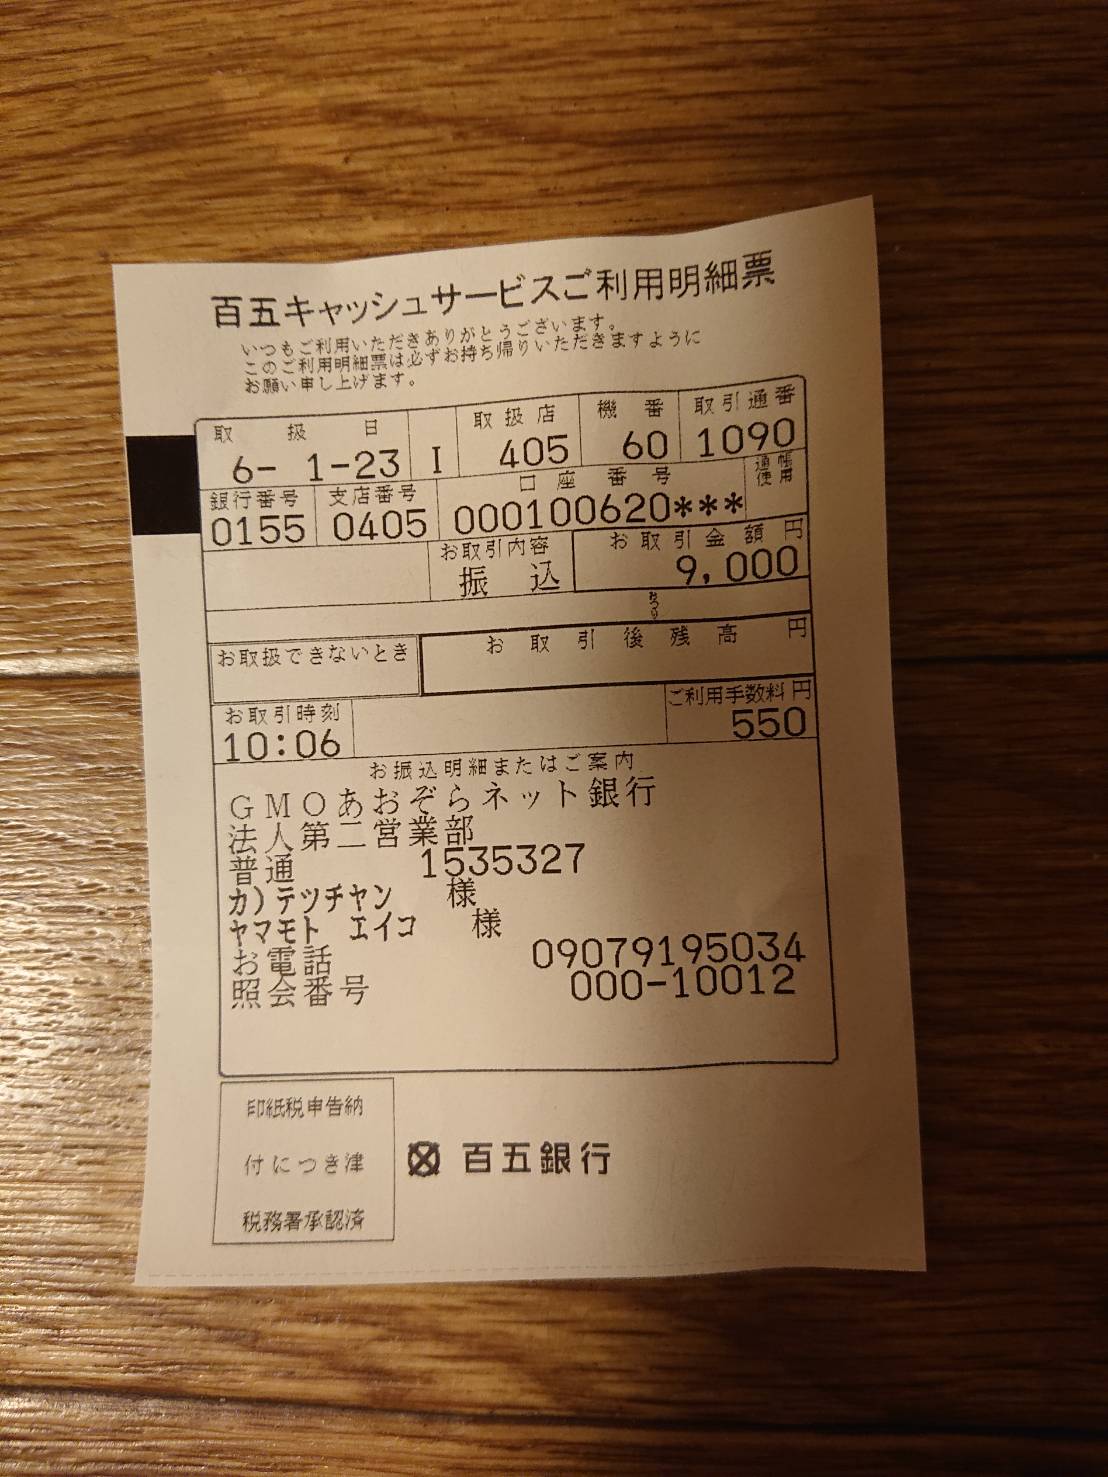 百五キャッシュサービスご利用明細票
いつもご利用いただきありがとうございます。
このご利用明細票は必ずお持ち帰りいただきますように
お願い申し上げます。
取扱日 取扱店 機番 取引通番
6- 1-23 I 405 60 1090
銀行番号 支店番号 口座番号 通帳使用
0155 0405 000100620***
お取引内容 お取引金額 円
振込 9,000
おつり
お取扱できないとき お取引後残高 円
お取引時刻 ご利用手数料 円
10:06 550
お振込明細またはご案内
GMOあおぞらネット銀行
法人第二営業部
普通 1535327
カ)テツチヤン 様
ヤマモト エイコ 様
お電話 09079195034
照会番号 000-10012
印紙税申告納
付につき津
税務署承認済
百五銀行